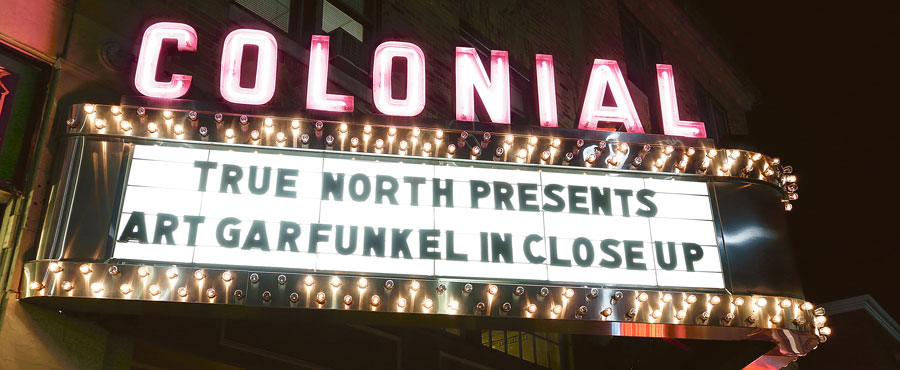 COLONIAL
TRUE NORTH PRESENTS
ART GARFUNKEL IN CLOSE UP